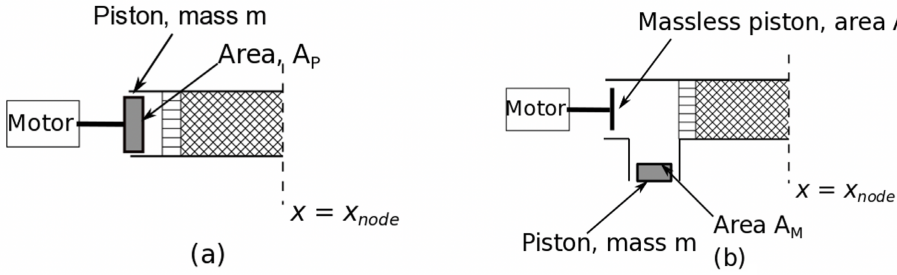 Piston, mass m
Area, A_P
Motor
x = x_node
(a)
Massless piston, area A
Motor
x = x_node
Piston, mass m
Area A_M
(b)